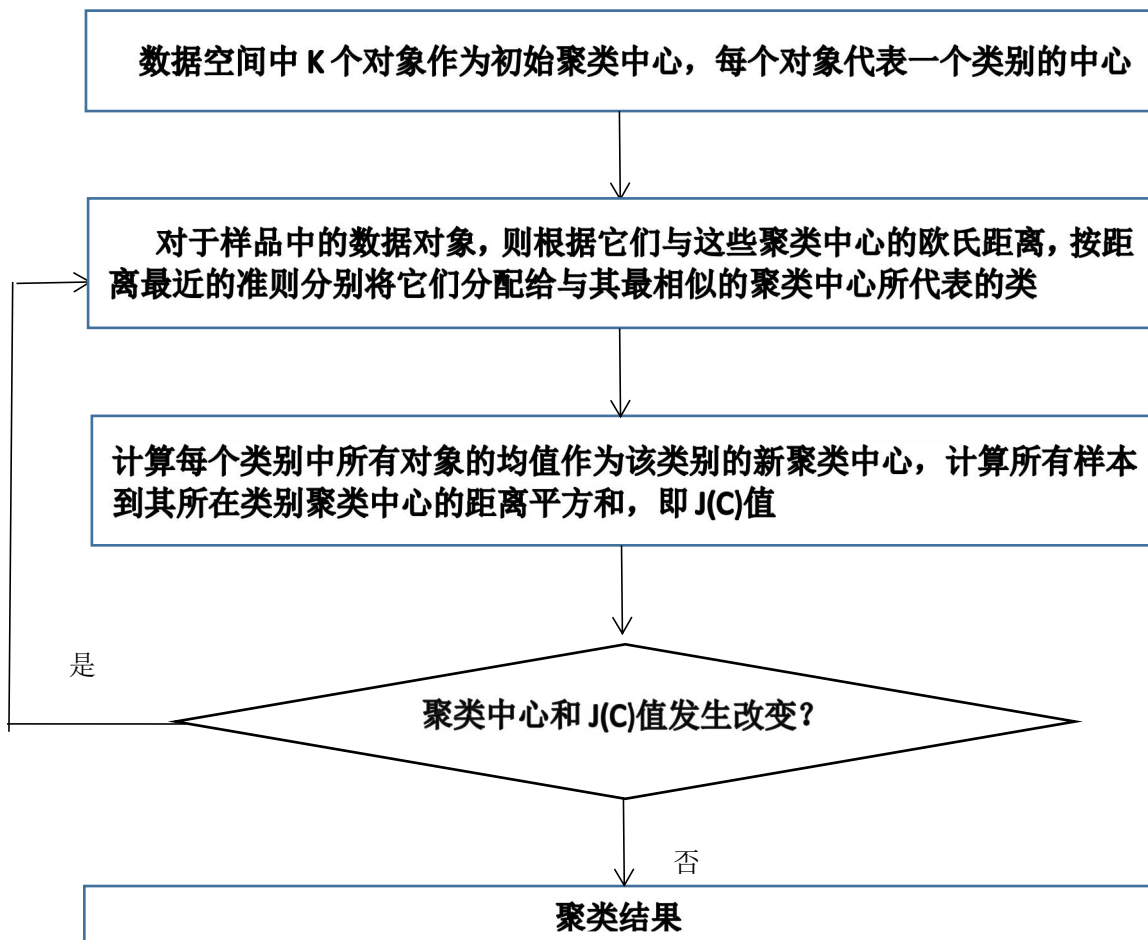 数据空间中 K 个对象作为初始聚类中心，每个对象代表一个类别的中心
对于样品中的数据对象，则根据它们与这些聚类中心的欧氏距离，按距
离最近的准则分别将它们分配给与其最相似的聚类中心所代表的类
计算每个类别中所有对象的均值作为该类别的新聚类中心，计算所有样本
到其所在类别聚类中心的距离平方和，即 J(C)值
是
聚类中心和 J(C)值发生改变？
否
聚类结果